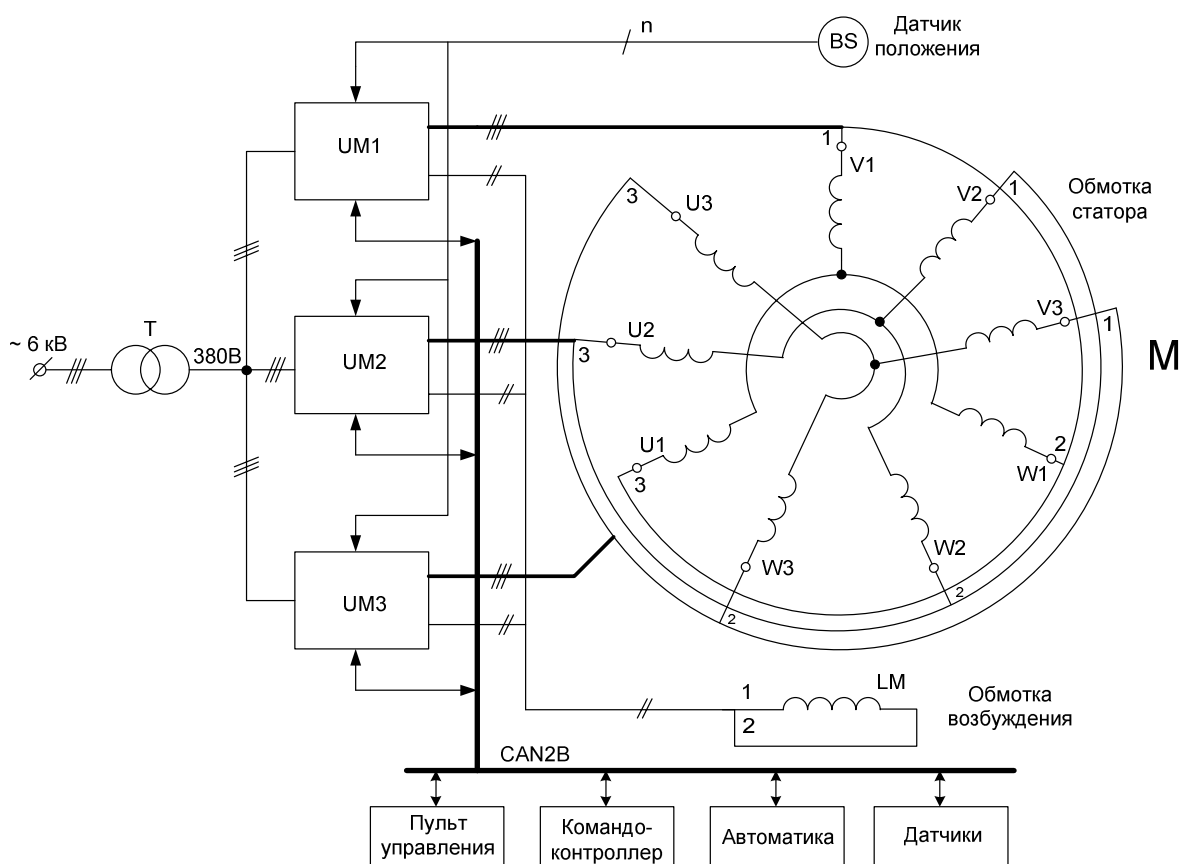 n
BS
Датчик
положения
UM1
1
V1
V2
1
Обмотка
статора
3
U3
~ 6 кВ
T
380В
UM2
3
U2
V3
1
M
U1
3
2
W1
UM3
W3
2
W2
2
1
2
LM
Обмотка
возбуждения
CAN2B
Пульт
управления
Командо-
контроллер
Автоматика
Датчики